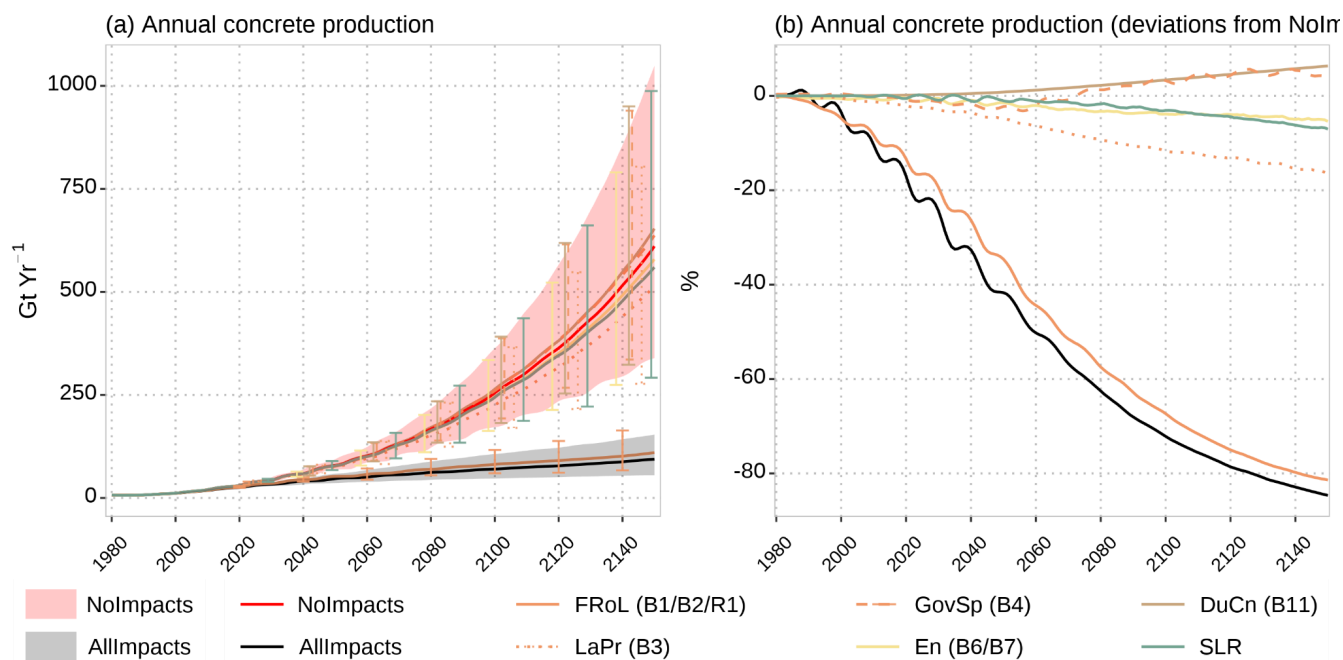 (a) Annual concrete production
(b) Annual concrete production (deviations from NoIm
1000
750
500
250
0
Gt Yr⁻¹
1980
2000
2020
2040
2060
2080
2100
2120
2140
0
-20
-40
-60
-80
%
1980
2000
2020
2040
2060
2080
2100
2120
2140
NoImpacts
NoImpacts
FRoL (B1/B2/R1)
GovSp (B4)
DuCn (B11)
AllImpacts
AllImpacts
LaPr (B3)
En (B6/B7)
SLR